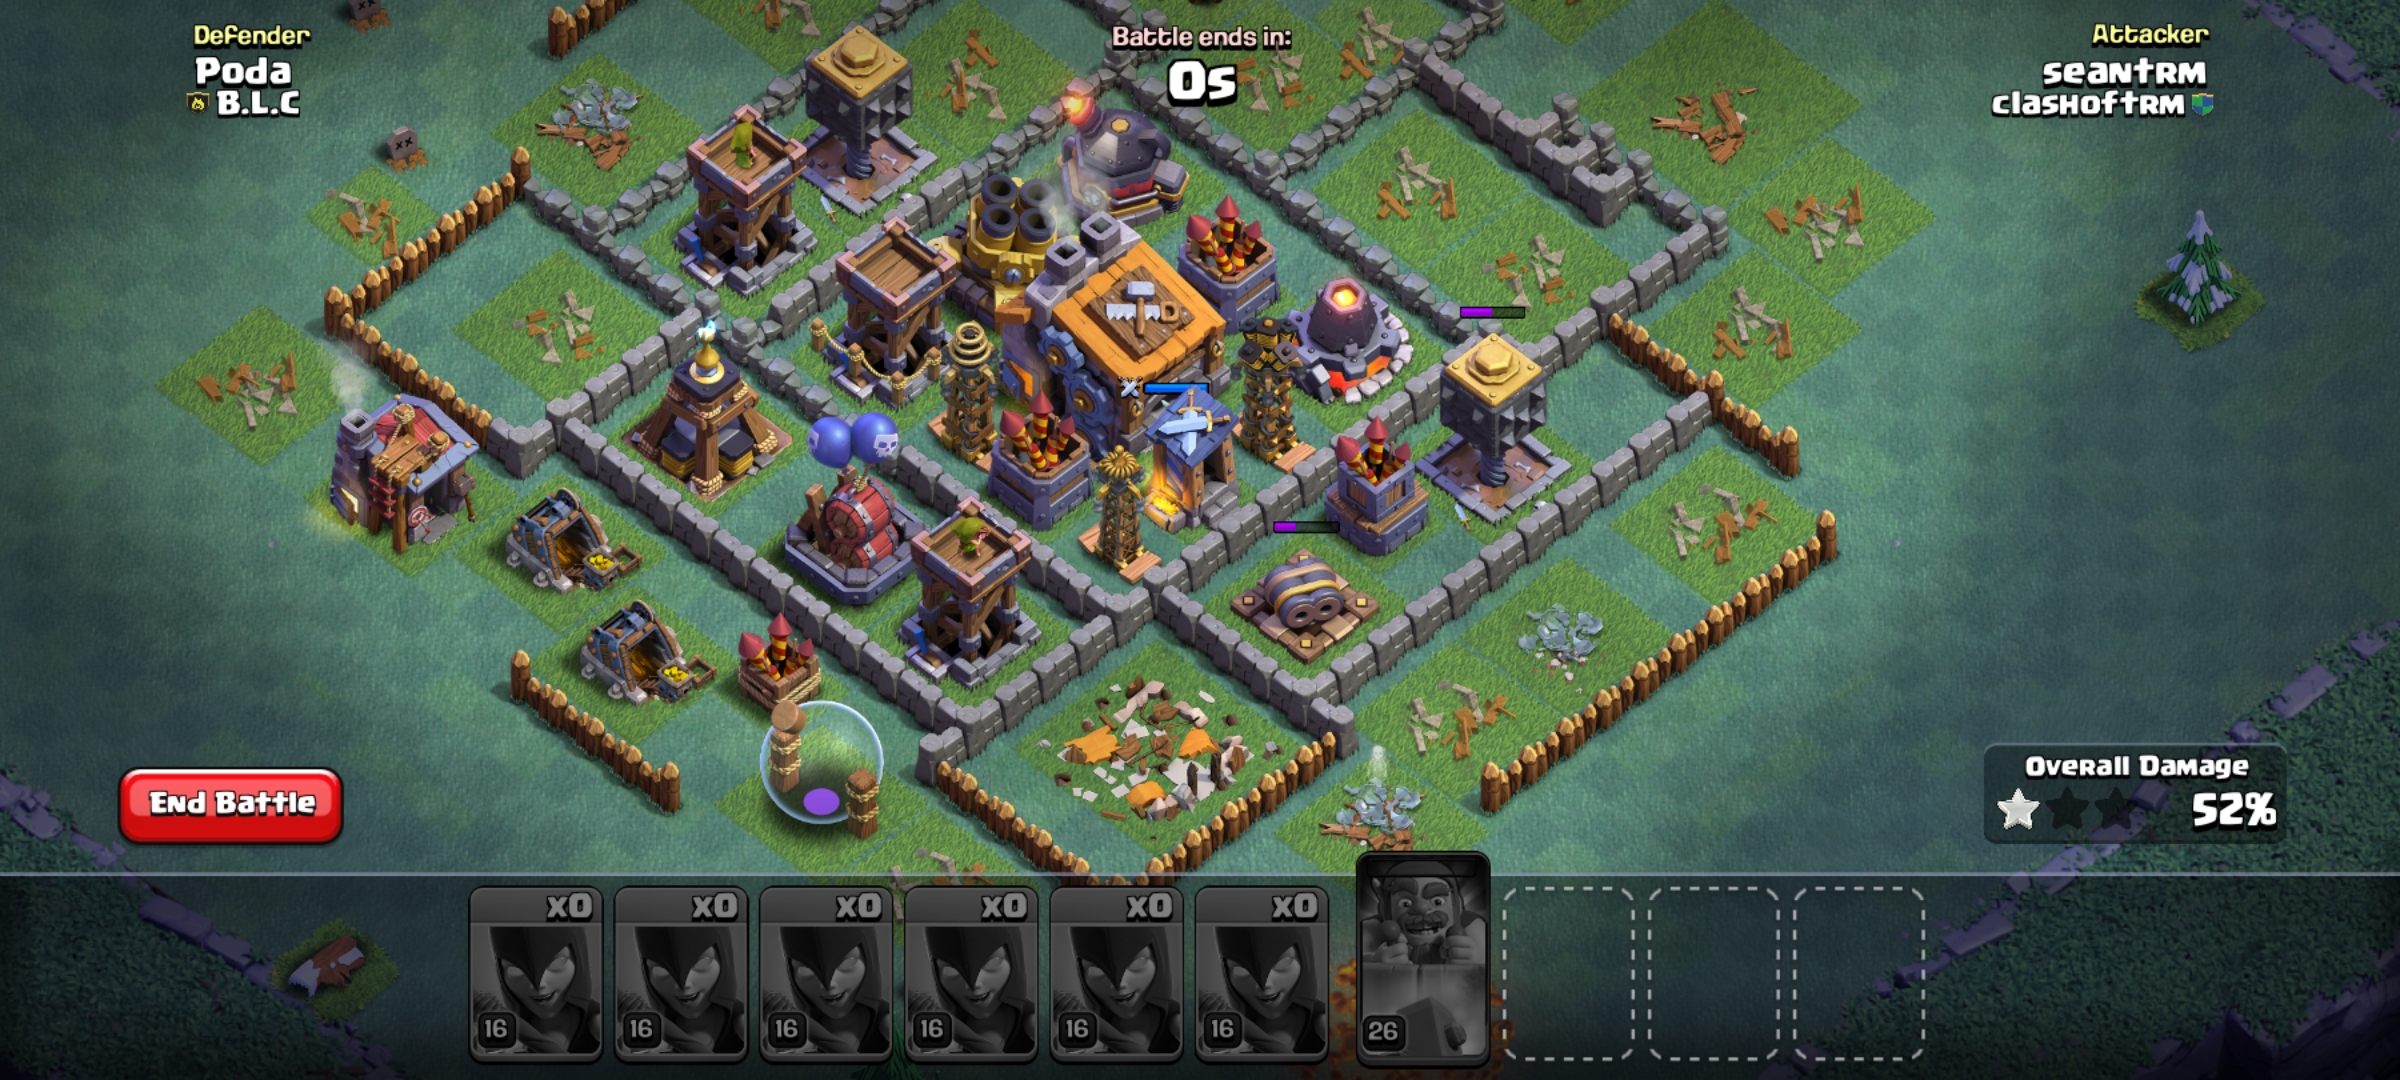 Defender
Poda
B.L.C
Battle ends in:
0s
Attacker
seantRM
clashoftRM
End Battle
Overall Damage
52%
x0
x0
x0
x0
x0
x0
16
16
16
16
16
16
26